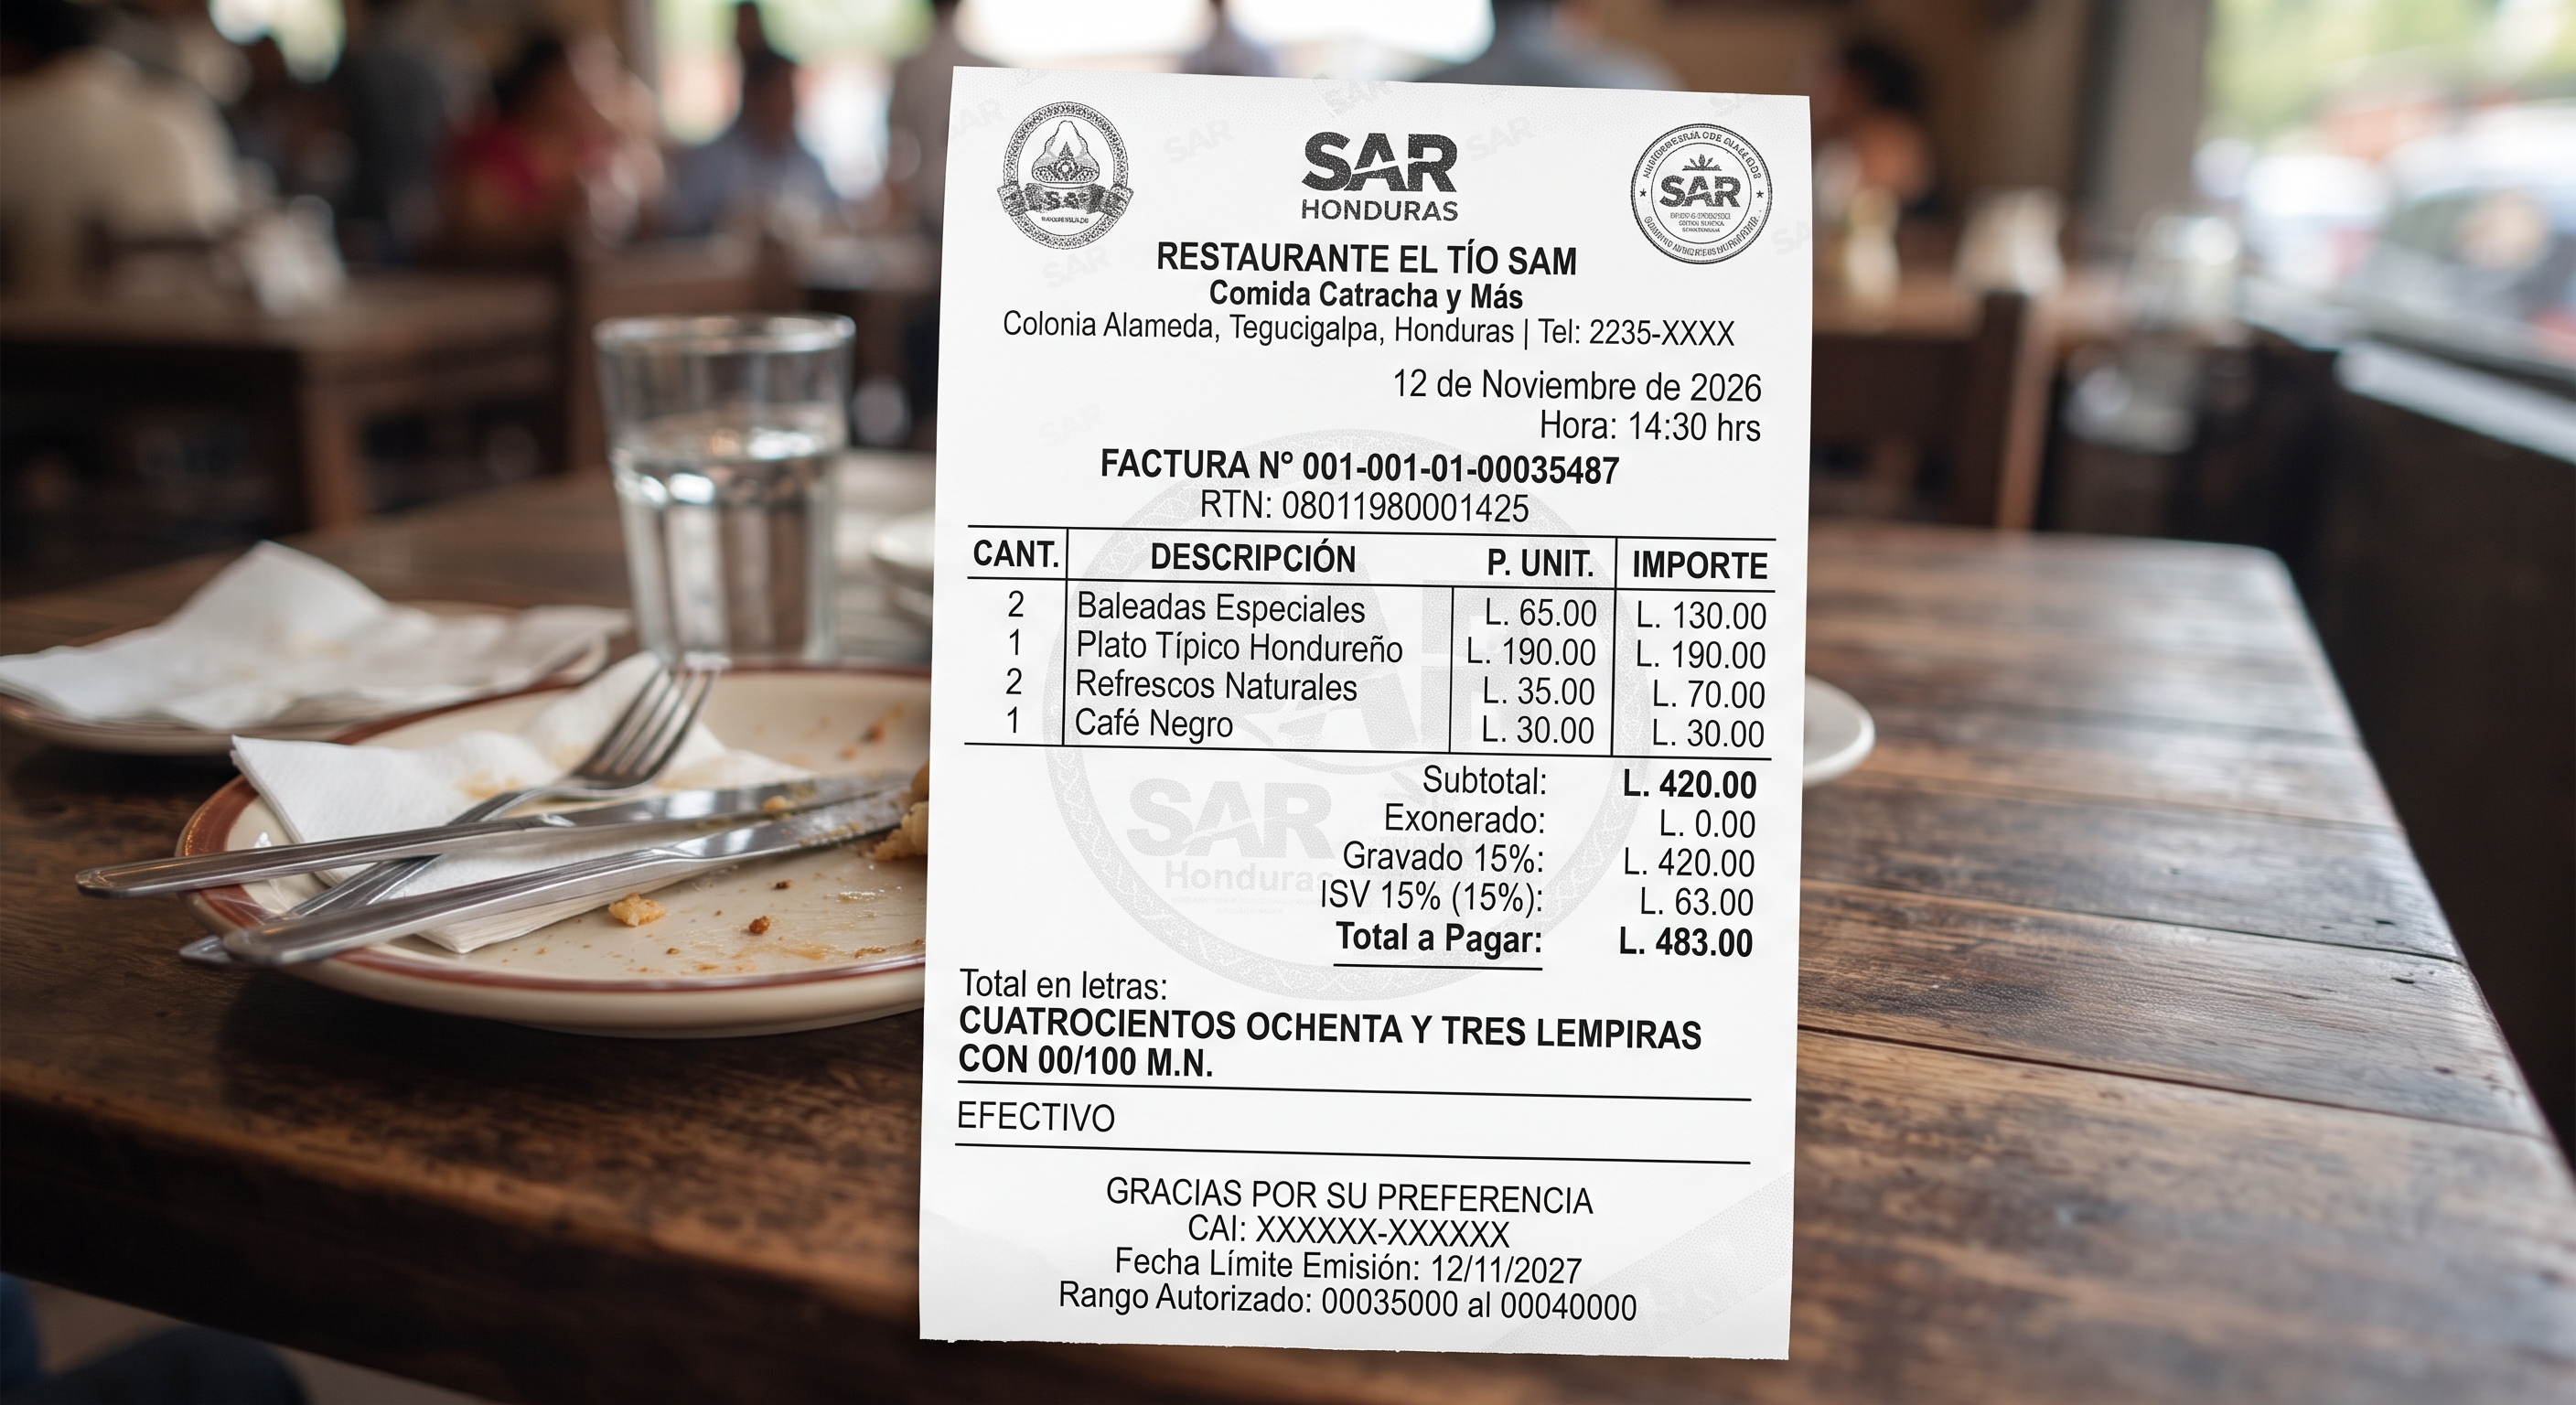 SAR
HONDURAS
SAR
RESTAURANTE EL TÍO SAM
Comida Catracha y Más
Colonia Alameda, Tegucigalpa, Honduras | Tel: 2235-XXXX
12 de Noviembre de 2026
Hora: 14:30 hrs
FACTURA N° 001-001-01-00035487
RTN: 08011980001425
CANT. DESCRIPCIÓN P. UNIT. IMPORTE
2 Baleadas Especiales L. 65.00 L. 130.00
1 Plato Típico Hondureño L. 190.00 L. 190.00
2 Refrescos Naturales L. 35.00 L. 70.00
1 Café Negro L. 30.00 L. 30.00
Subtotal: L. 420.00
Exonerado: L. 0.00
Gravado 15%: L. 420.00
ISV 15% (15%): L. 63.00
Total a Pagar: L. 483.00
SAR
Honduras
Total en letras:
CUATROCIENTOS OCHENTA Y TRES LEMPIRAS
CON 00/100 M.N.
EFECTIVO
GRACIAS POR SU PREFERENCIA
CAI: XXXXXX-XXXXXX
Fecha Límite Emisión: 12/11/2027
Rango Autorizado: 00035000 al 00040000